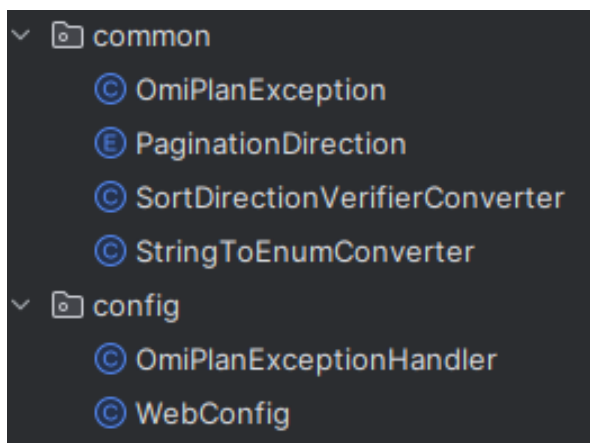 common
OmiPlanException
PaginationDirection
SortDirectionVerifierConverter
StringToEnumConverter
config
OmiPlanExceptionHandler
WebConfig